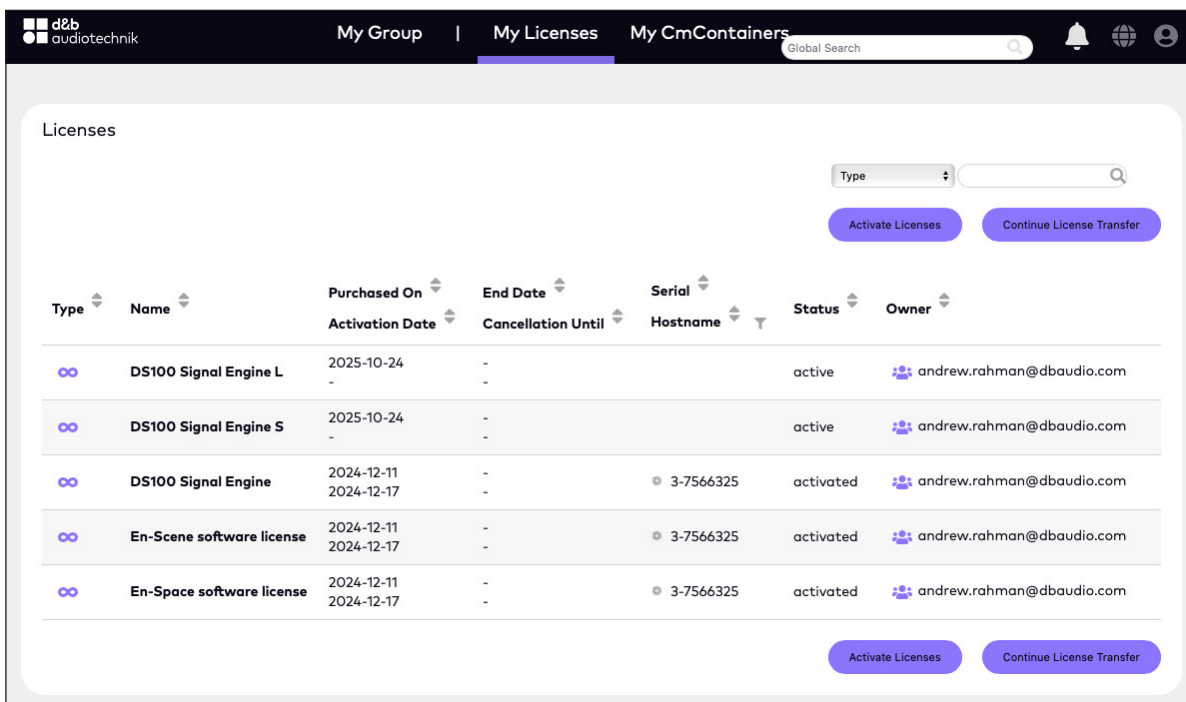 d&b
audiotechnik
My Group | My Licenses My CmContainers
Global Search
Licenses
Type
Activate Licenses Continue License Transfer
Type Name Purchased On End Date Serial Status Owner
Activation Date Cancellation Until Hostname
DS100 Signal Engine L 2025-10-24 - active andrew.rahman@dbaudio.com
- -
DS100 Signal Engine S 2025-10-24 - active andrew.rahman@dbaudio.com
- -
DS100 Signal Engine 2024-12-11 - 3-7566325 activated andrew.rahman@dbaudio.com
2024-12-17 -
En-Scene software license 2024-12-11 - 3-7566325 activated andrew.rahman@dbaudio.com
2024-12-17 -
En-Space software license 2024-12-11 - 3-7566325 activated andrew.rahman@dbaudio.com
2024-12-17 -
Activate Licenses Continue License Transfer